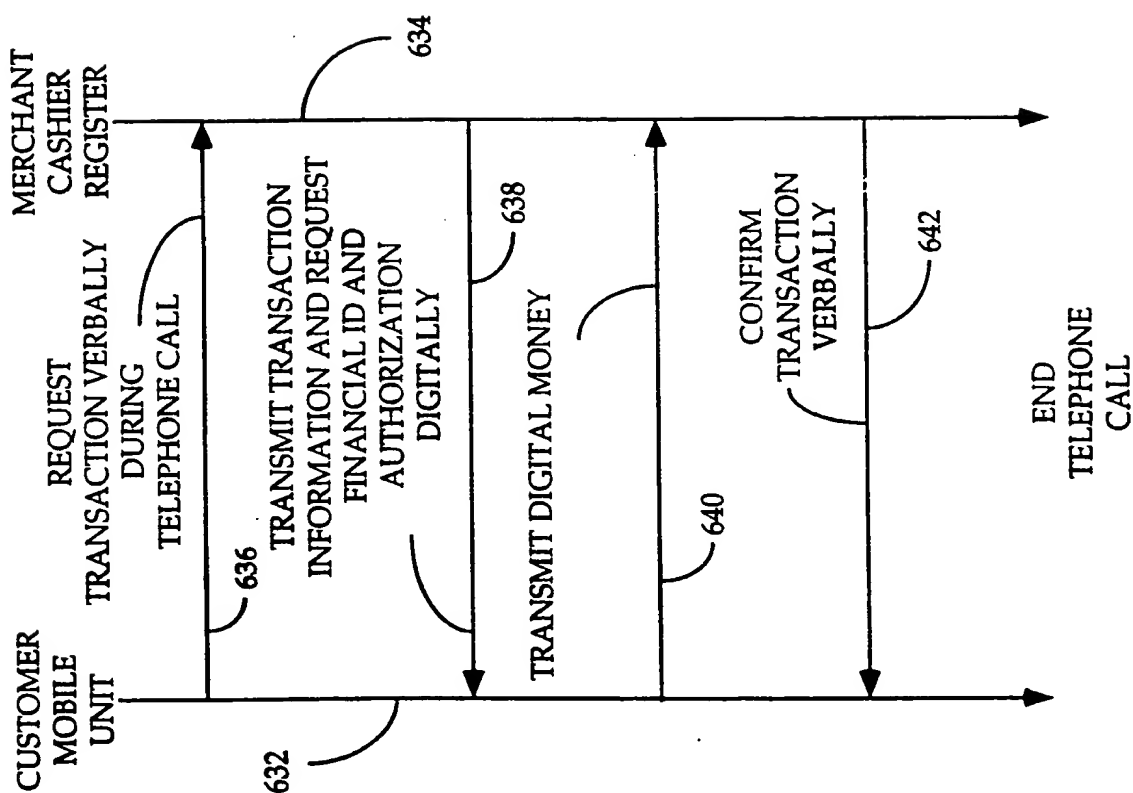 CUSTOMER
MOBILE
UNIT
MERCHANT
CASHIER
REGISTER
632
634
REQUEST
TRANSACTION VERBALLY
DURING
TELEPHONE CALL
636
TRANSMIT TRANSACTION
INFORMATION AND REQUEST
FINANCIAL ID AND
AUTHORIZATION
DIGITALLY
638
TRANSMIT DIGITAL MONEY
640
CONFIRM
TRANSACTION
VERBALLY
642
END
TELEPHONE
CALL